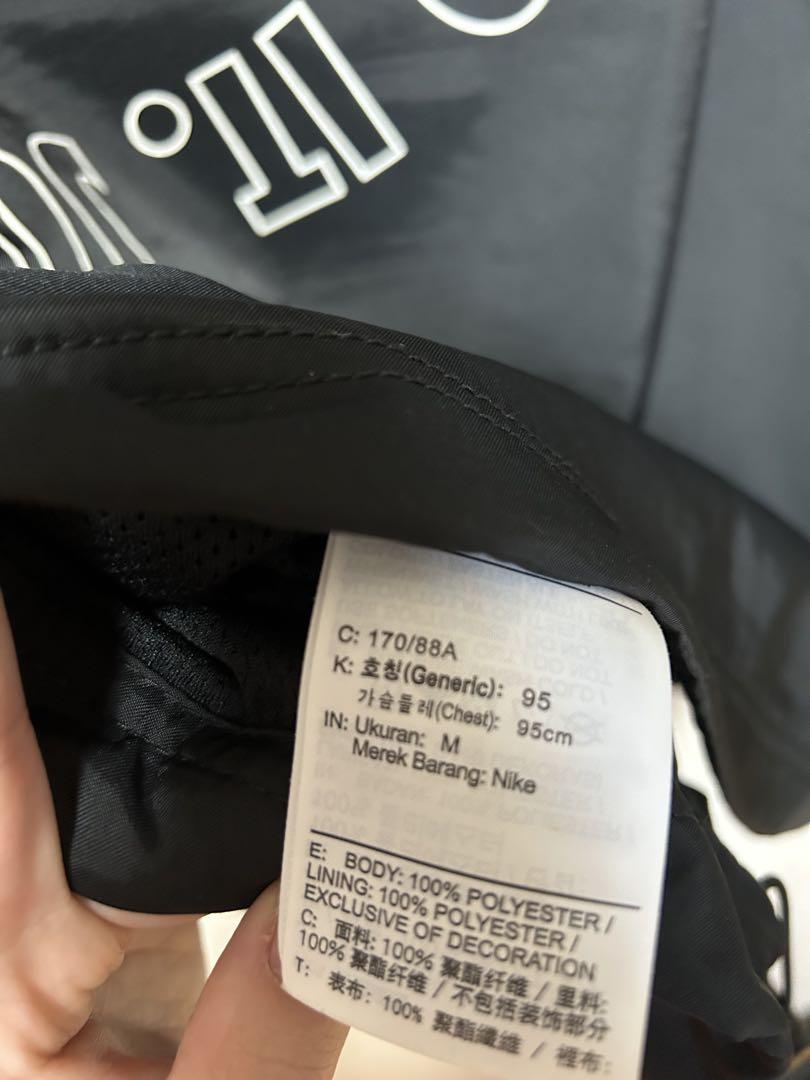 IT.
C: 170/88A
K: 호칭(Generic): 95
가슴둘레(Chest): 95cm
IN: Ukuran: M
Merek Barang: Nike
E: BODY: 100% POLYESTER /
LINING: 100% POLYESTER /
EXCLUSIVE OF DECORATION
C: 面料: 100% 聚酯纤维 / 里料:
100% 聚酯纤维 / 不包括装饰部分
T: 表布: 100% 聚酯纖維 / 裡布: